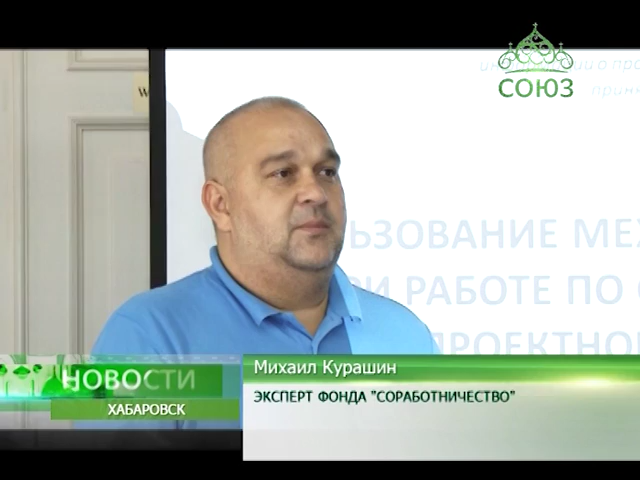 СОЮЗ
ЬЗОВАНИЕ МЕ
РИ РАБОТЕ ПО
ПРОЕКТНО
Михаил Курашин
НОВОСТИ
ЭКСПЕРТ ФОНДА "СОРАБОТНИЧЕСТВО"
ХАБАРОВСК